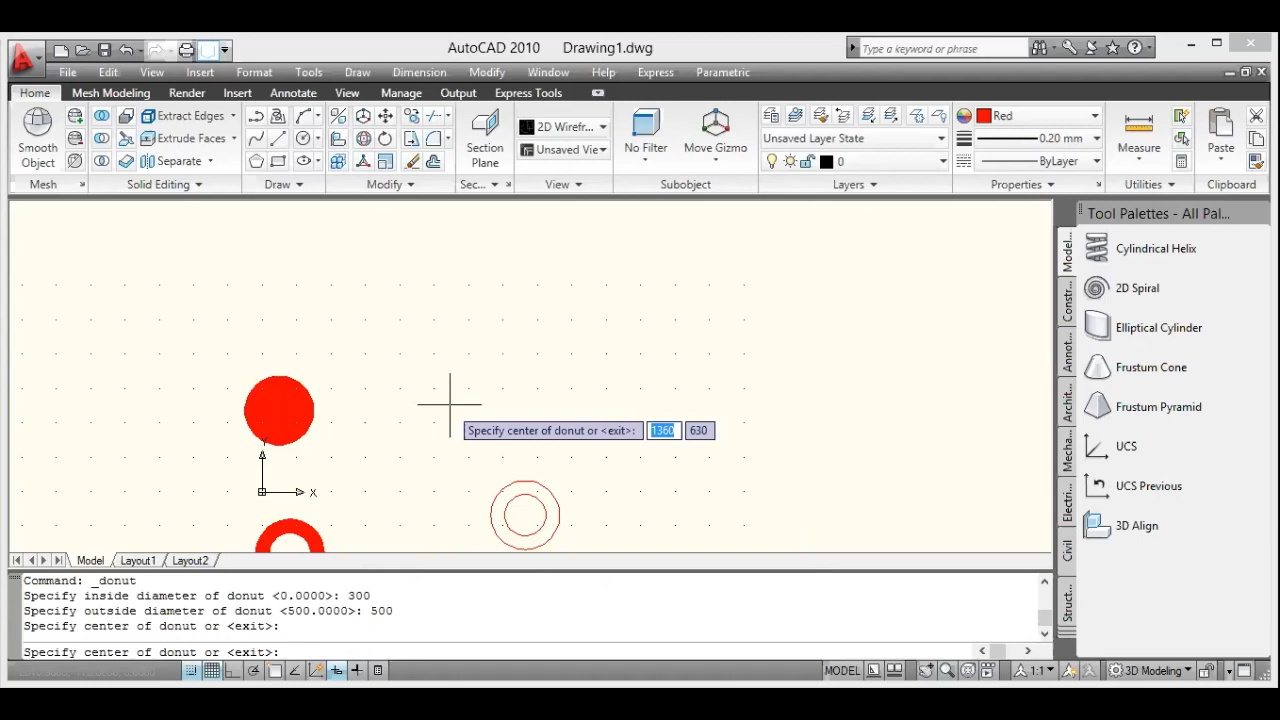 AutoCAD 2010 Drawing1.dwg
Type a keyword or phrase
File Edit View Insert Format Tools Draw Dimension Modify Window Help Express Parametric
Home Mesh Modeling Render Insert View Annotate Manage Output Express Tools
Extract Edges
Extrude Faces
Separate
Smooth Object
Section Plane
2D Wirefr...
Unsaved Vie
No Filter
Move Gizmo
Unsaved Layer State
0
Red
0.20 mm
ByLayer
Measure
Paste
Mesh Solid Editing Draw Modify Sec... View Subobject Layers Properties Utilities Clipboard
Tool Palettes - All Pal...
Model...
Constr...
Annot...
Archit...
Mecha...
Electri...
Civil
Struct...
Cylindrical Helix
2D Spiral
Elliptical Cylinder
Frustum Cone
Frustum Pyramid
UCS
UCS Previous
3D Align
Specify center of donut or <exit>: 1360 630
Y
X
Model Layout1 Layout2
Command: _donut
Specify inside diameter of donut <0.0000>: 300
Specify outside diameter of donut <500.0000>: 500
Specify center of donut or <exit>:
Specify center of donut or <exit>:
MODEL 1:1 3D Modeling